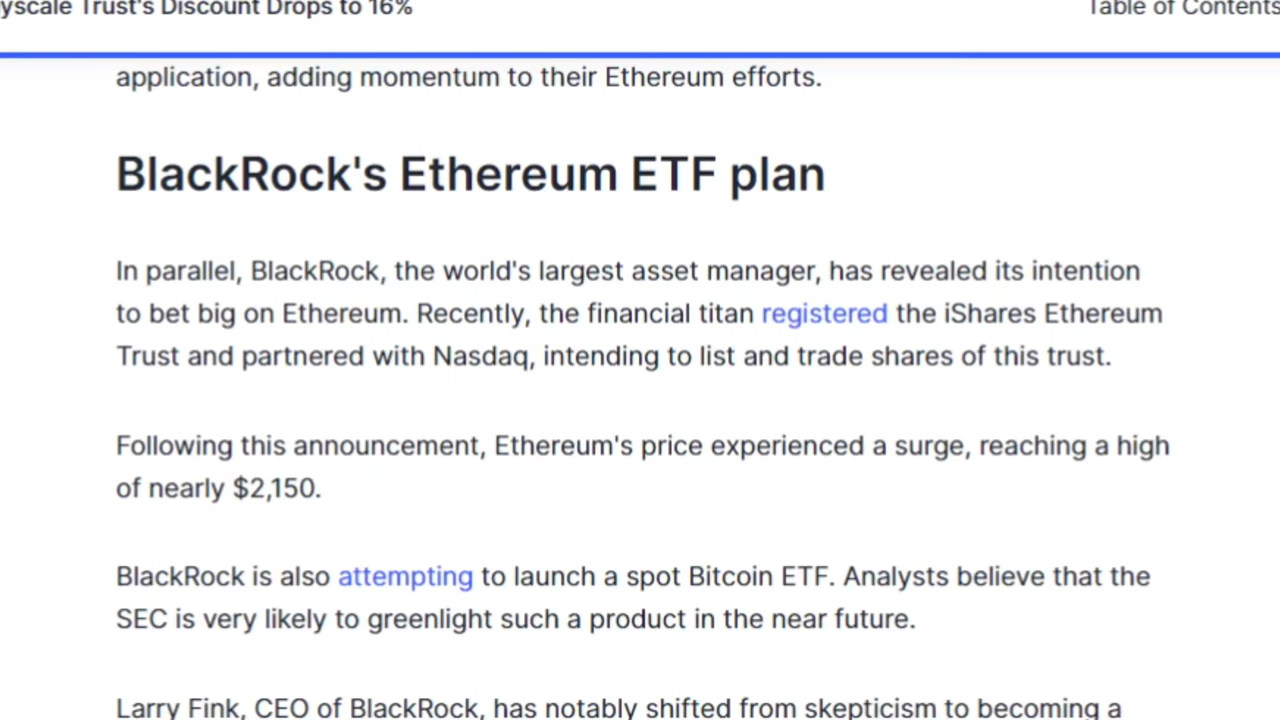 yscale Trust's Discount Drops to 16%
Table of Contents
application, adding momentum to their Ethereum efforts.
BlackRock's Ethereum ETF plan
In parallel, BlackRock, the world's largest asset manager, has revealed its intention
to bet big on Ethereum. Recently, the financial titan registered the iShares Ethereum
Trust and partnered with Nasdaq, intending to list and trade shares of this trust.
Following this announcement, Ethereum's price experienced a surge, reaching a high
of nearly $2,150.
BlackRock is also attempting to launch a spot Bitcoin ETF. Analysts believe that the
SEC is very likely to greenlight such a product in the near future.
Larry Fink, CEO of BlackRock, has notably shifted from skepticism to becoming a